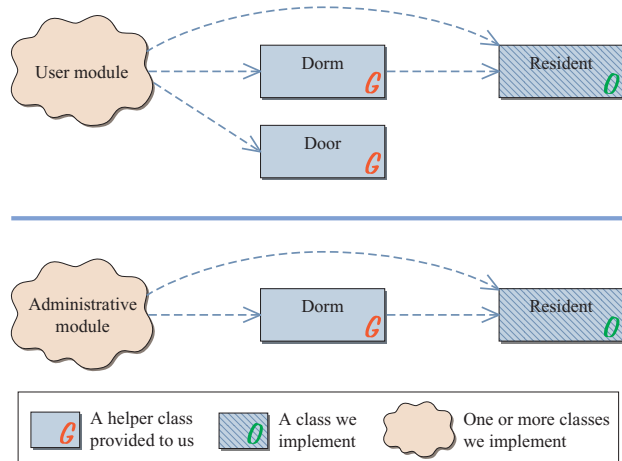 User module
Dorm
G
Resident
O
Door
G
Administrative
module
Dorm
G
Resident
O
G
A helper class
provided to us
O
A class we
implement
One or more classes
we implement